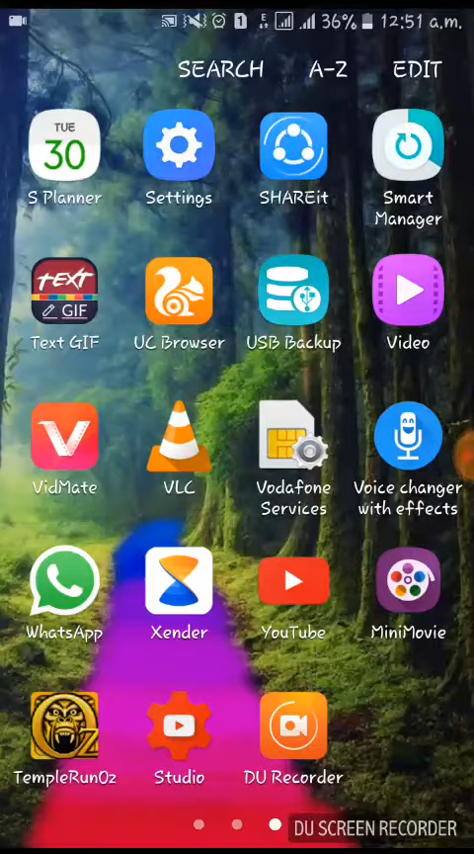 E 1 36% 12:51 a.m.
SEARCH A-Z EDIT
TUE
30
S Planner Settings SHAREit Smart
Manager
TEXT
GIF
Text GIF UC Browser USB Backup Video
VidMate VLC Vodafone Voice changer
Services with effects
WhatsApp Xender YouTube MiniMovie
Oz
TempleRunOz Studio DU Recorder
DU SCREEN RECORDER